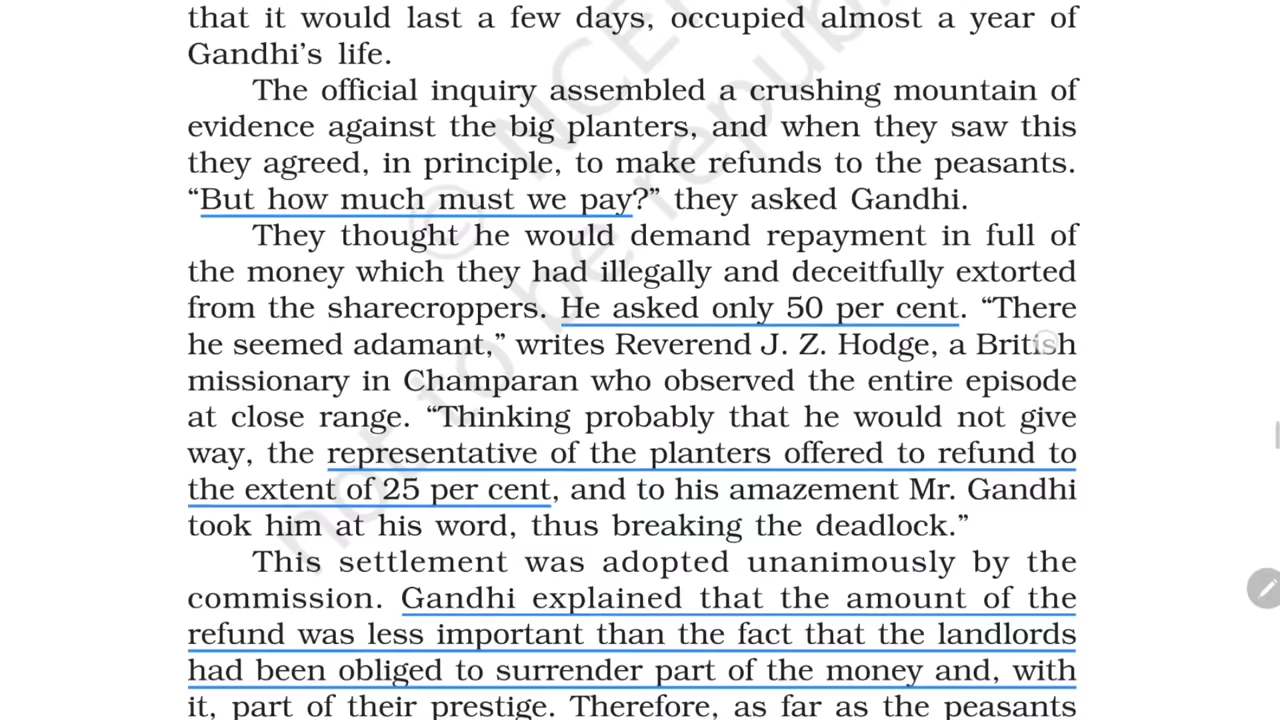 that it would last a few days, occupied almost a year of
Gandhi’s life.
The official inquiry assembled a crushing mountain of
evidence against the big planters, and when they saw this
they agreed, in principle, to make refunds to the peasants.
“But how much must we pay?” they asked Gandhi.
They thought he would demand repayment in full of
the money which they had illegally and deceitfully extorted
from the sharecroppers. He asked only 50 per cent. “There
he seemed adamant,” writes Reverend J. Z. Hodge, a British
missionary in Champaran who observed the entire episode
at close range. “Thinking probably that he would not give
way, the representative of the planters offered to refund to
the extent of 25 per cent, and to his amazement Mr. Gandhi
took him at his word, thus breaking the deadlock.”
This settlement was adopted unanimously by the
commission. Gandhi explained that the amount of the
refund was less important than the fact that the landlords
had been obliged to surrender part of the money and, with
it, part of their prestige. Therefore, as far as the peasants
© NCE
not to be repub